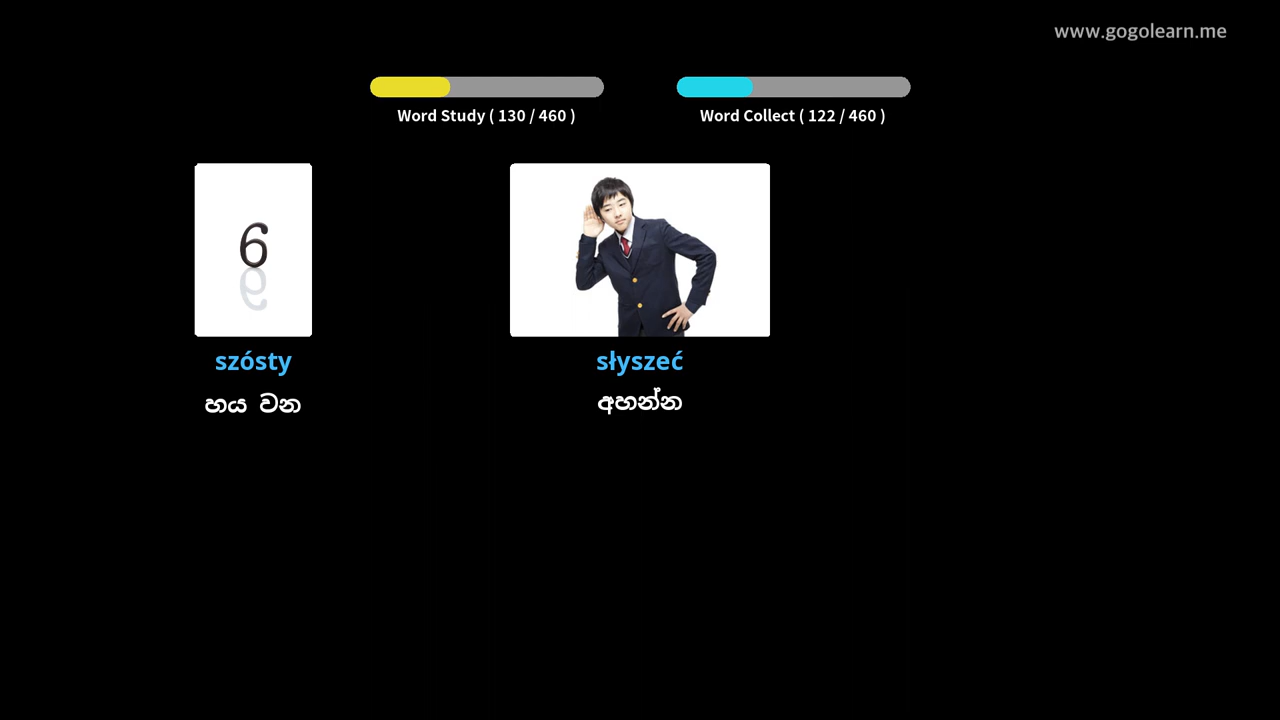 www.gogolearn.me
Word Study ( 130 / 460 )
Word Collect ( 122 / 460 )
6
szósty
හය වන
słyszeć
අහන්න